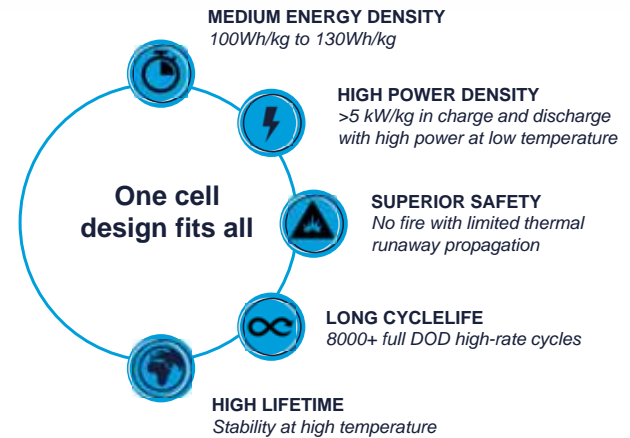 MEDIUM ENERGY DENSITY
100Wh/kg to 130Wh/kg
HIGH POWER DENSITY
>5 kW/kg in charge and discharge
with high power at low temperature
One cell
design fits all
SUPERIOR SAFETY
No fire with limited thermal
runaway propagation
LONG CYCLELIFE
8000+ full DOD high-rate cycles
HIGH LIFETIME
Stability at high temperature